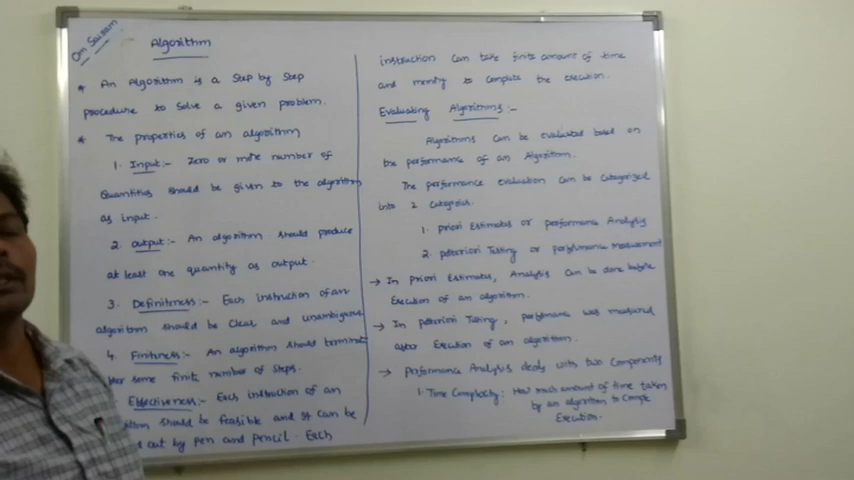 Om Sairam
Algorithm
* An Algorithm is a Step by Step
procedure to solve a given problem.
* The properties of an algorithm
1. Input:- Zero or more number of
Quantities should be given to the algorithm
as input.
2. output:- An algorithm should produce
at least one quantity as output.
3. Definiteness:- Each instruction of an
algorithm should be clear and unambigious
4. Finiteness:- An algorithm should terminate
some finite number of steps.
Effectiveness:- Each instruction of an
should be feasible and it can be
out by pen and pencil. Each
instruction can take finite amount of time
and memory to complete the execution.
Evaluating Algorithms:-
Algorithms can be evaluated based on
the performance of an Algorithm.
The performance evaluation can be categorized
into 2 categories.
1. priori Estimates or performance Analysis
2. posteriori Testing or performance Measurement
→ In priori Estimates, Analysis can be done before
Execution of an algorithm.
→ In posteriori Testing, performance was measured
after Execution of an algorithm.
→ performance Analysis deals with two Components
1. Time Complexity: How much amount of time taken
by an algorithm to Comple
Execution.